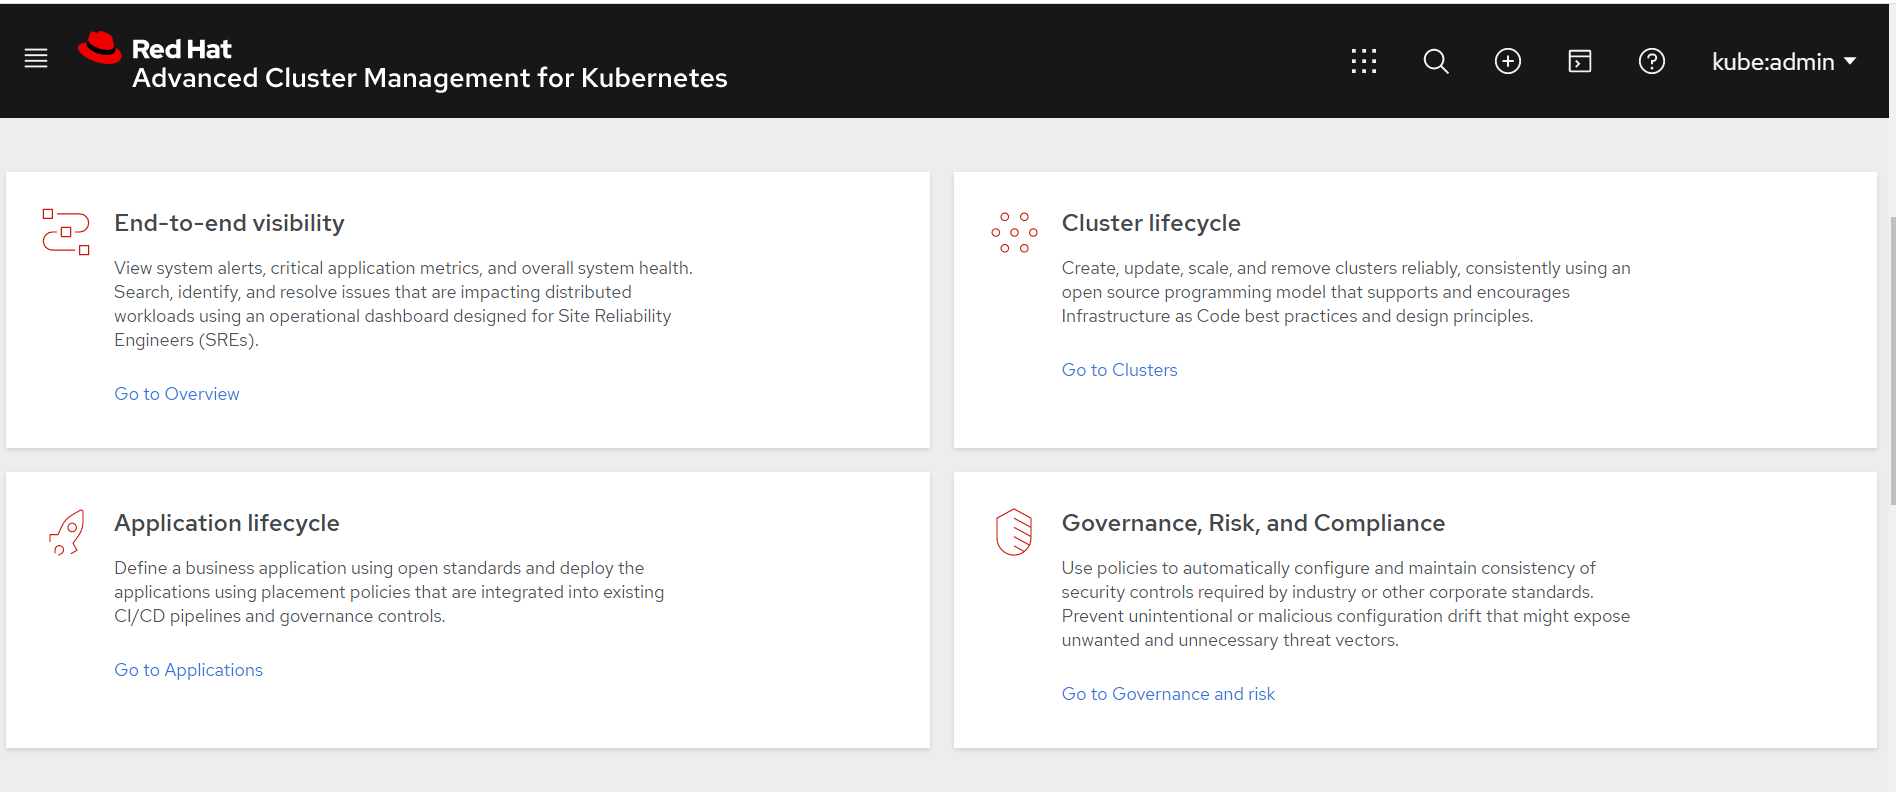 Red Hat
Advanced Cluster Management for Kubernetes
kube:admin
End-to-end visibility
View system alerts, critical application metrics, and overall system health.
Search, identify, and resolve issues that are impacting distributed
workloads using an operational dashboard designed for Site Reliability
Engineers (SREs).
Go to Overview
Cluster lifecycle
Create, update, scale, and remove clusters reliably, consistently using an
open source programming model that supports and encourages
Infrastructure as Code best practices and design principles.
Go to Clusters
Application lifecycle
Define a business application using open standards and deploy the
applications using placement policies that are integrated into existing
CI/CD pipelines and governance controls.
Go to Applications
Governance, Risk, and Compliance
Use policies to automatically configure and maintain consistency of
security controls required by industry or other corporate standards.
Prevent unintentional or malicious configuration drift that might expose
unwanted and unnecessary threat vectors.
Go to Governance and risk